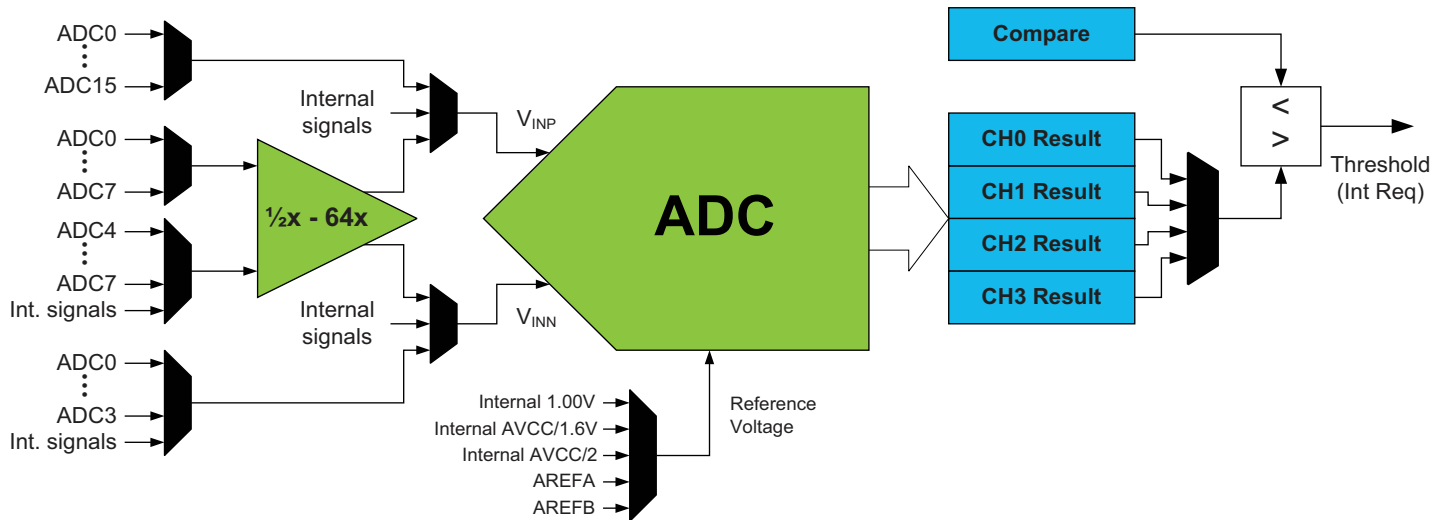 ADC0
ADC15
Internal
signals
ADC0
ADC7
½x - 64x
ADC4
ADC7
Int. signals
Internal
signals
ADC0
ADC3
Int. signals
VINP
VINN
ADC
Internal 1.00V
Internal AVCC/1.6V
Internal AVCC/2
AREFA
AREFB
Reference
Voltage
Compare
CH0 Result
CH1 Result
CH2 Result
CH3 Result
<
>
Threshold
(Int Req)